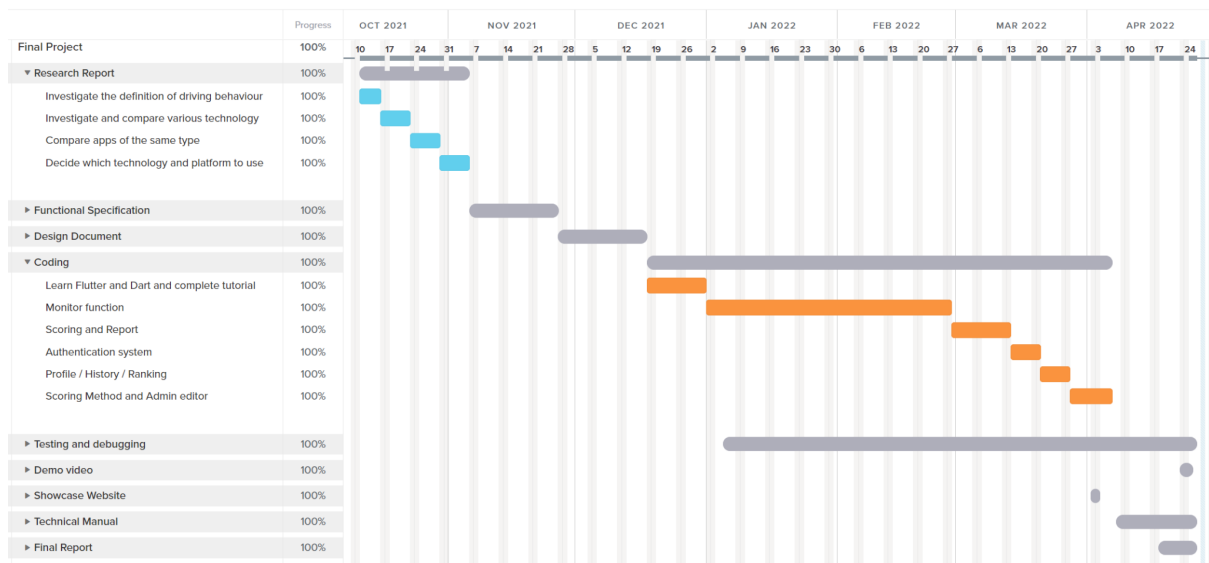 Progress OCT 2021 NOV 2021 DEC 2021 JAN 2022 FEB 2022 MAR 2022 APR 2022
Final Project 100% 10 17 24 31 7 14 21 28 5 12 19 26 2 9 16 23 30 6 13 20 27 6 13 20 27 3 10 17 24
Research Report 100%
Investigate the definition of driving behaviour 100%
Investigate and compare various technology 100%
Compare apps of the same type 100%
Decide which technology and platform to use 100%
Functional Specification 100%
Design Document 100%
Coding 100%
Learn Flutter and Dart and complete tutorial 100%
Monitor function 100%
Scoring and Report 100%
Authentication system 100%
Profile / History / Ranking 100%
Scoring Method and Admin editor 100%
Testing and debugging 100%
Demo video 100%
Showcase Website 100%
Technical Manual 100%
Final Report 100%